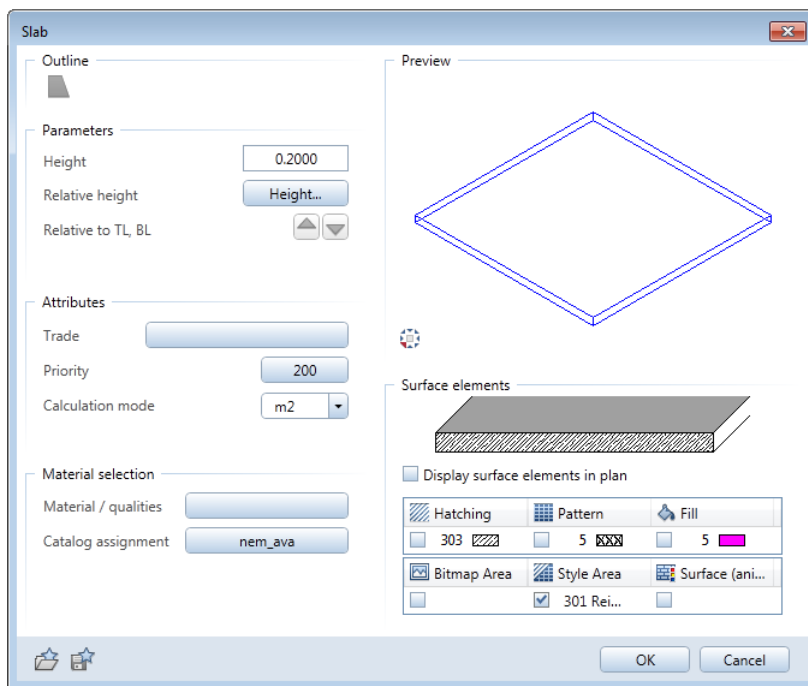 Slab
Outline
Parameters
Height 0.2000
Relative height Height...
Relative to TL, BL
Attributes
Trade
Priority 200
Calculation mode m2
Material selection
Material / qualities
Catalog assignment nem_ava
Preview
Surface elements
Display surface elements in plan
Hatching Pattern Fill
303 5 5
Bitmap Area Style Area Surface (ani...
301 Rei...
OK Cancel